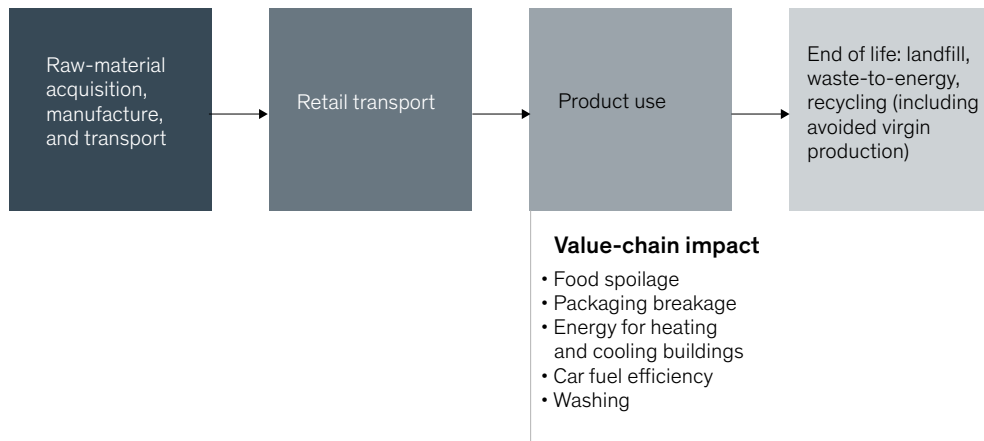 Raw-material
acquisition,
manufacture,
and transport
Retail transport
Product use
End of life: landfill,
waste-to-energy,
recycling (including
avoided virgin
production)
Value-chain impact
• Food spoilage
• Packaging breakage
• Energy for heating
and cooling buildings
• Car fuel efficiency
• Washing